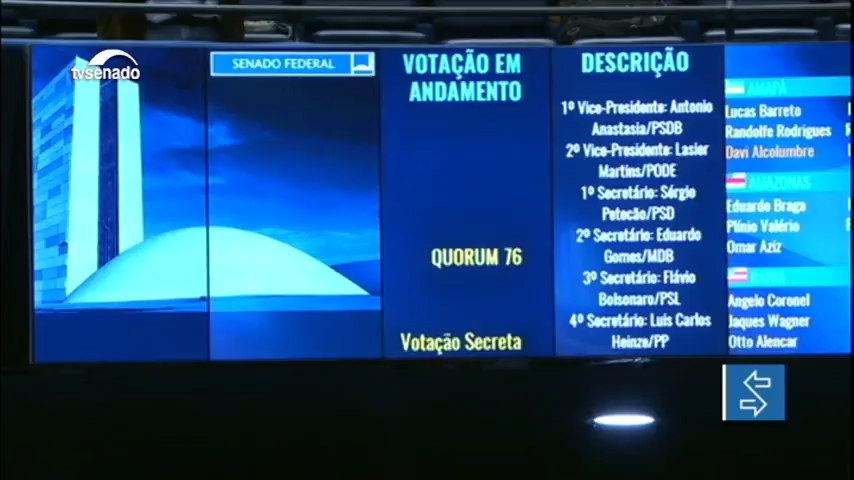 tvsenado
SENADO FEDERAL
VOTAÇÃO EM
ANDAMENTO
QUORUM 76
Votação Secreta
DESCRIÇÃO
1º Vice-Presidente: Antonio
Anastasia/PSDB
2º Vice-Presidente: Lasier
Martins/PODE
1º Secretário: Sérgio
Petecão/PSD
2º Secretário: Eduardo
Gomes/MDB
3º Secretário: Flávio
Bolsonaro/PSL
4º Secretário: Luis Carlos
Heinze/PP
AMAPÁ
Lucas Barreto
Randolfe Rodrigues
Davi Alcolumbre
AMAZONAS
Eduardo Braga
Plínio Valério
Omar Aziz
Angelo Coronel
Jaques Wagner
Otto Alencar